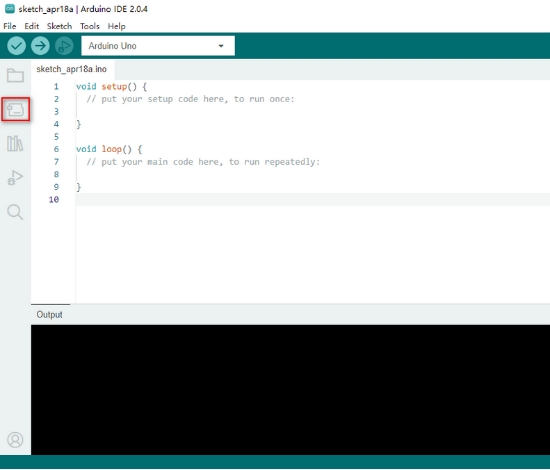 sketch_apr18a | Arduino IDE 2.0.4
File Edit Sketch Tools Help
Arduino Uno
sketch_apr18a.ino
1 void setup() {
2 // put your setup code here, to run once:
3
4 }
5
6 void loop() {
7 // put your main code here, to run repeatedly:
8
9 }
10
Output